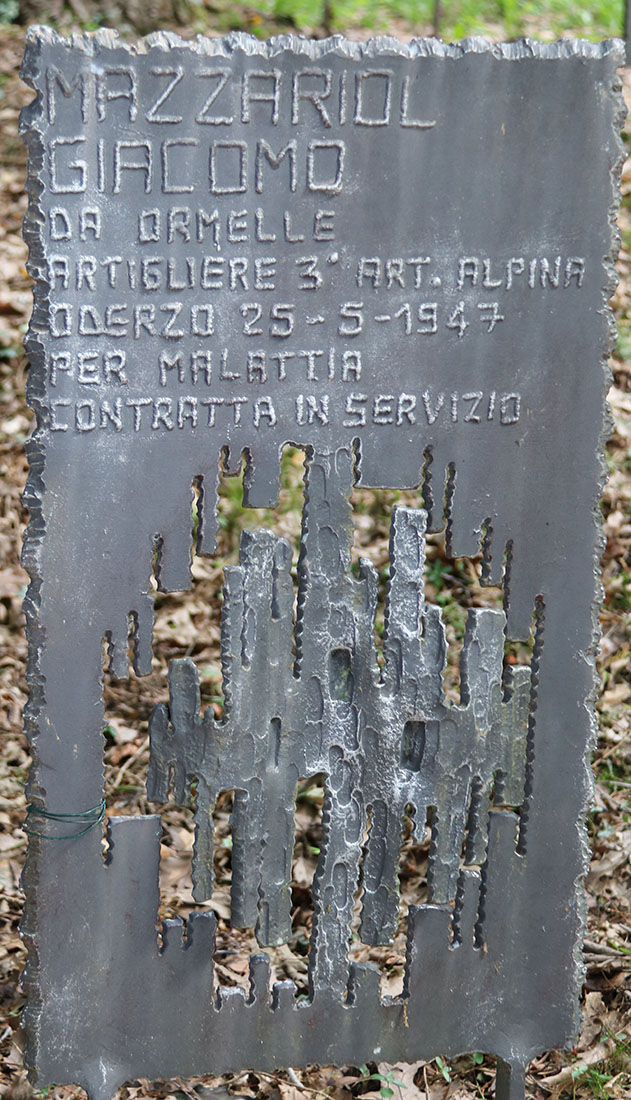 MAZZARIOL
GIACOMO
DA ORMELLE
ARTIGLIERE 3° ART. ALPINA
ODERZO 25-5-1947
PER MALATTIA
CONTRATTA IN SERVIZIO